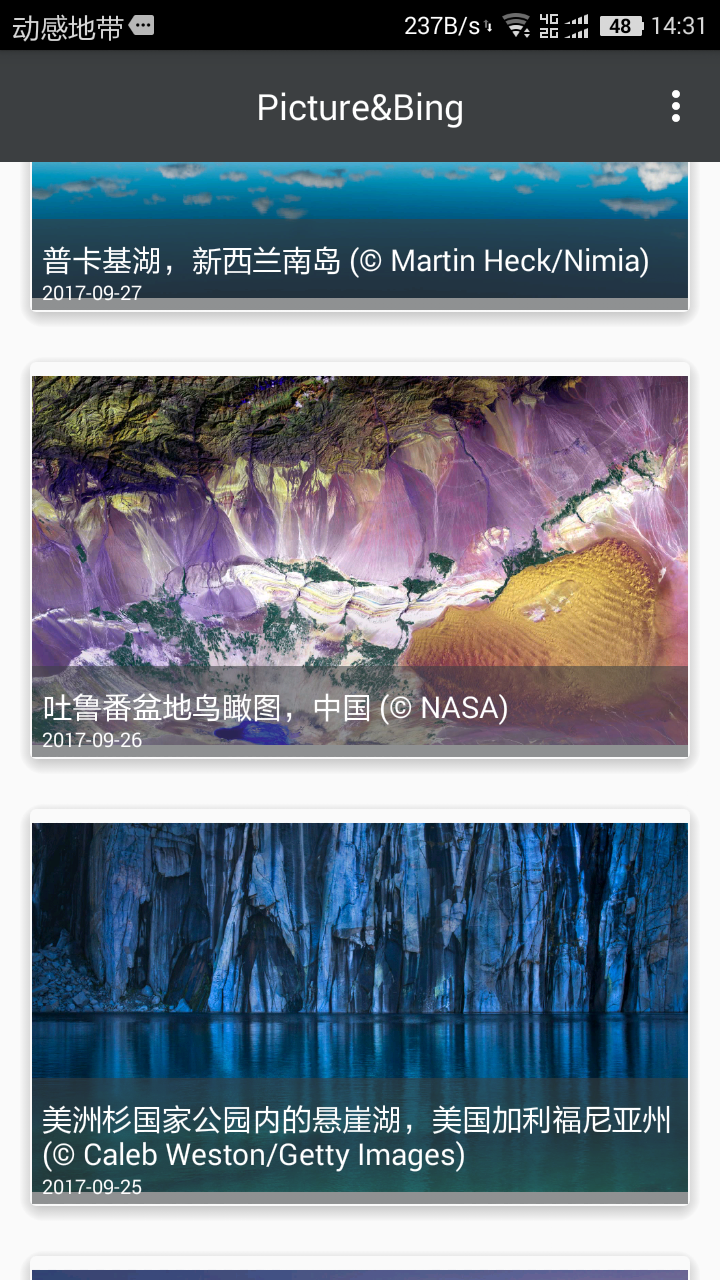 动感地带 237B/s 4G 2G 48 14:31
Picture&Bing
普卡基湖，新西兰南岛 (© Martin Heck/Nimia)
2017-09-27
吐鲁番盆地鸟瞰图，中国 (© NASA)
2017-09-26
美洲杉国家公园内的悬崖湖，美国加利福尼亚州
(© Caleb Weston/Getty Images)
2017-09-25